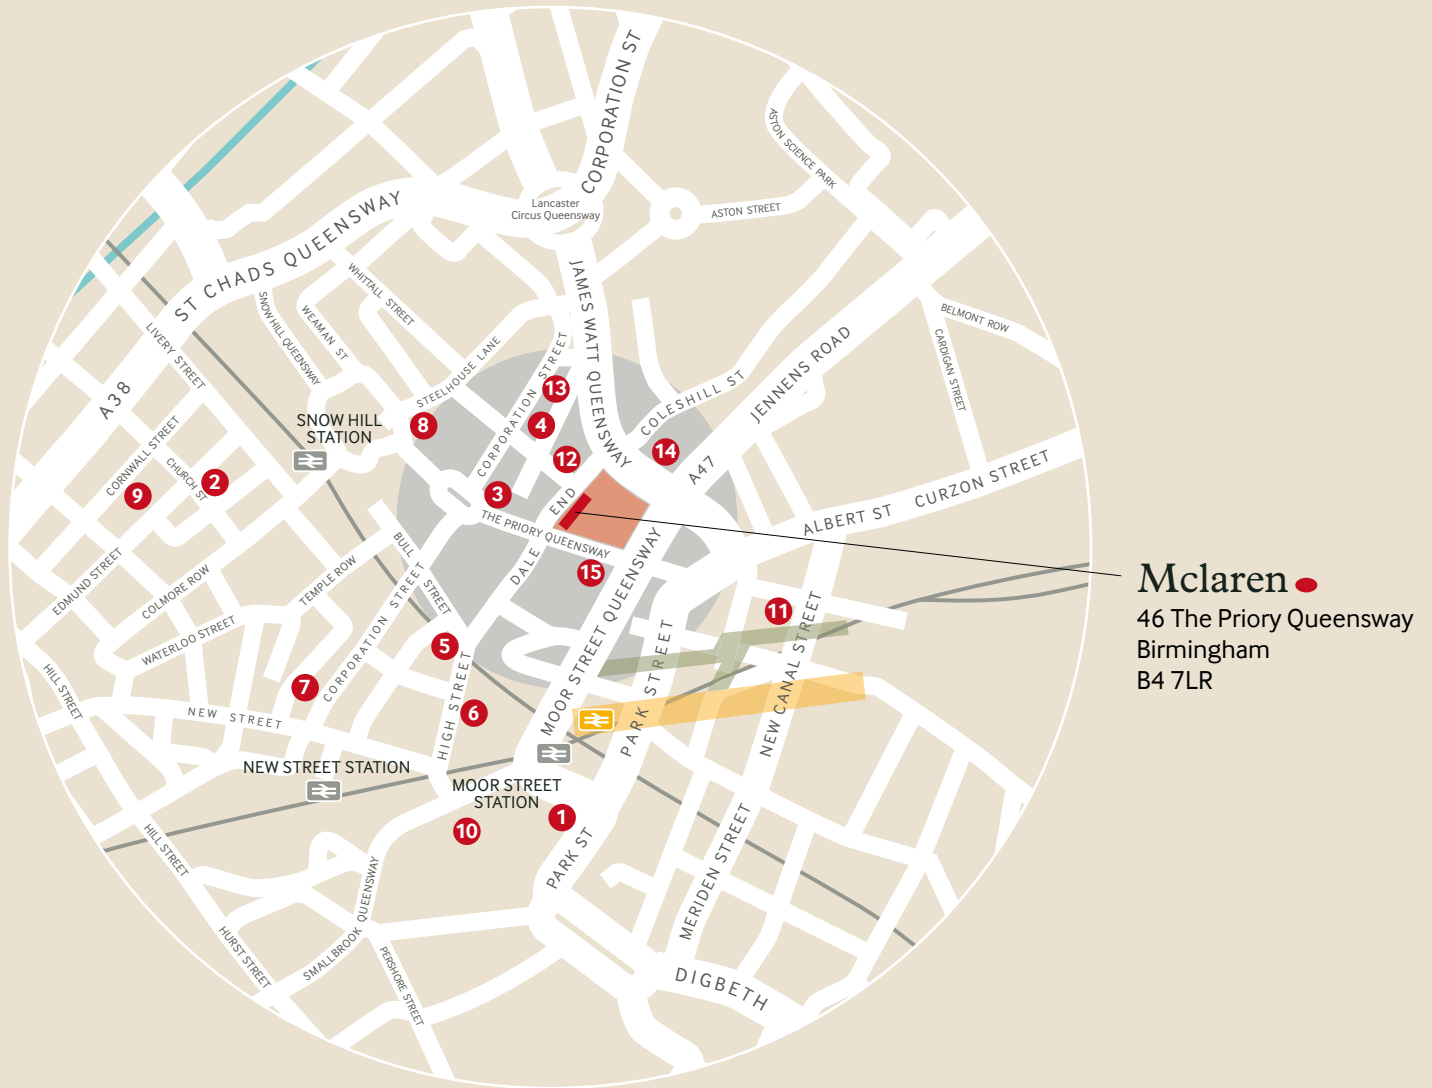 CORPORATION ST
ASTON SCIENCE PARK
Lancaster
Circus Queensway
ASTON STREET
ST CHADS QUEENSWAY
WHITTALL STREET
JAMES WATT QUEENSWAY
SNOW HILL QUEENSWAY
WEAMAN ST
LIVERY STREET
BELMONT ROW
CARDIGAN STREET
STEELHOUSE LANE
CORPORATION STREET
JENNENS ROAD
COLESHILL ST
A38
13
SNOW HILL
STATION
8
4
12
14
A47
CORNWALL STREET
CHURCH ST
2
9
3
DALE END
THE PRIORY QUEENSWAY
ALBERT ST
CURZON STREET
BULL STREET
EDMUND STREET
COLMORE ROW
TEMPLE ROW
15
Mclaren
46 The Priory Queensway
Birmingham
B4 7LR
11
WATERLOO STREET
CORPORATION STREET
5
MOOR STREET QUEENSWAY
PARK STREET
NEW CANAL STREET
HILL STREET
7
HIGH STREET
6
NEW STREET
NEW STREET STATION
MOOR STREET
STATION
1
10
PARK ST
HILL STREET
MERIDEN STREET
SMALLBROOK QUEENSWAY
HURST STREET
PERSHORE STREET
DIGBETH